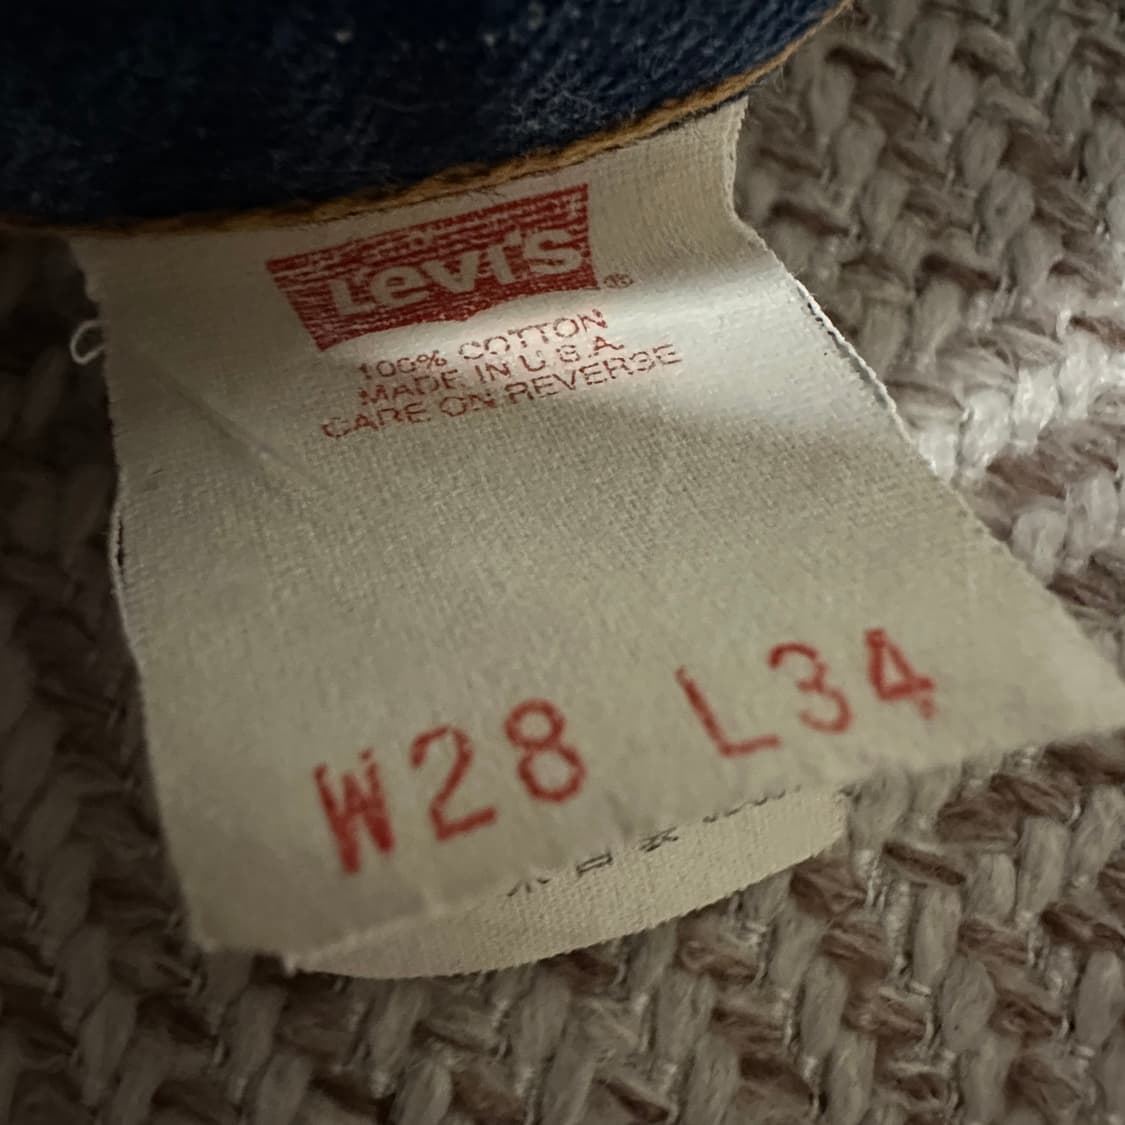 Levi's ®
100% COTTON
MADE IN U.S.A.
CARE ON REVERSE
W28 L34